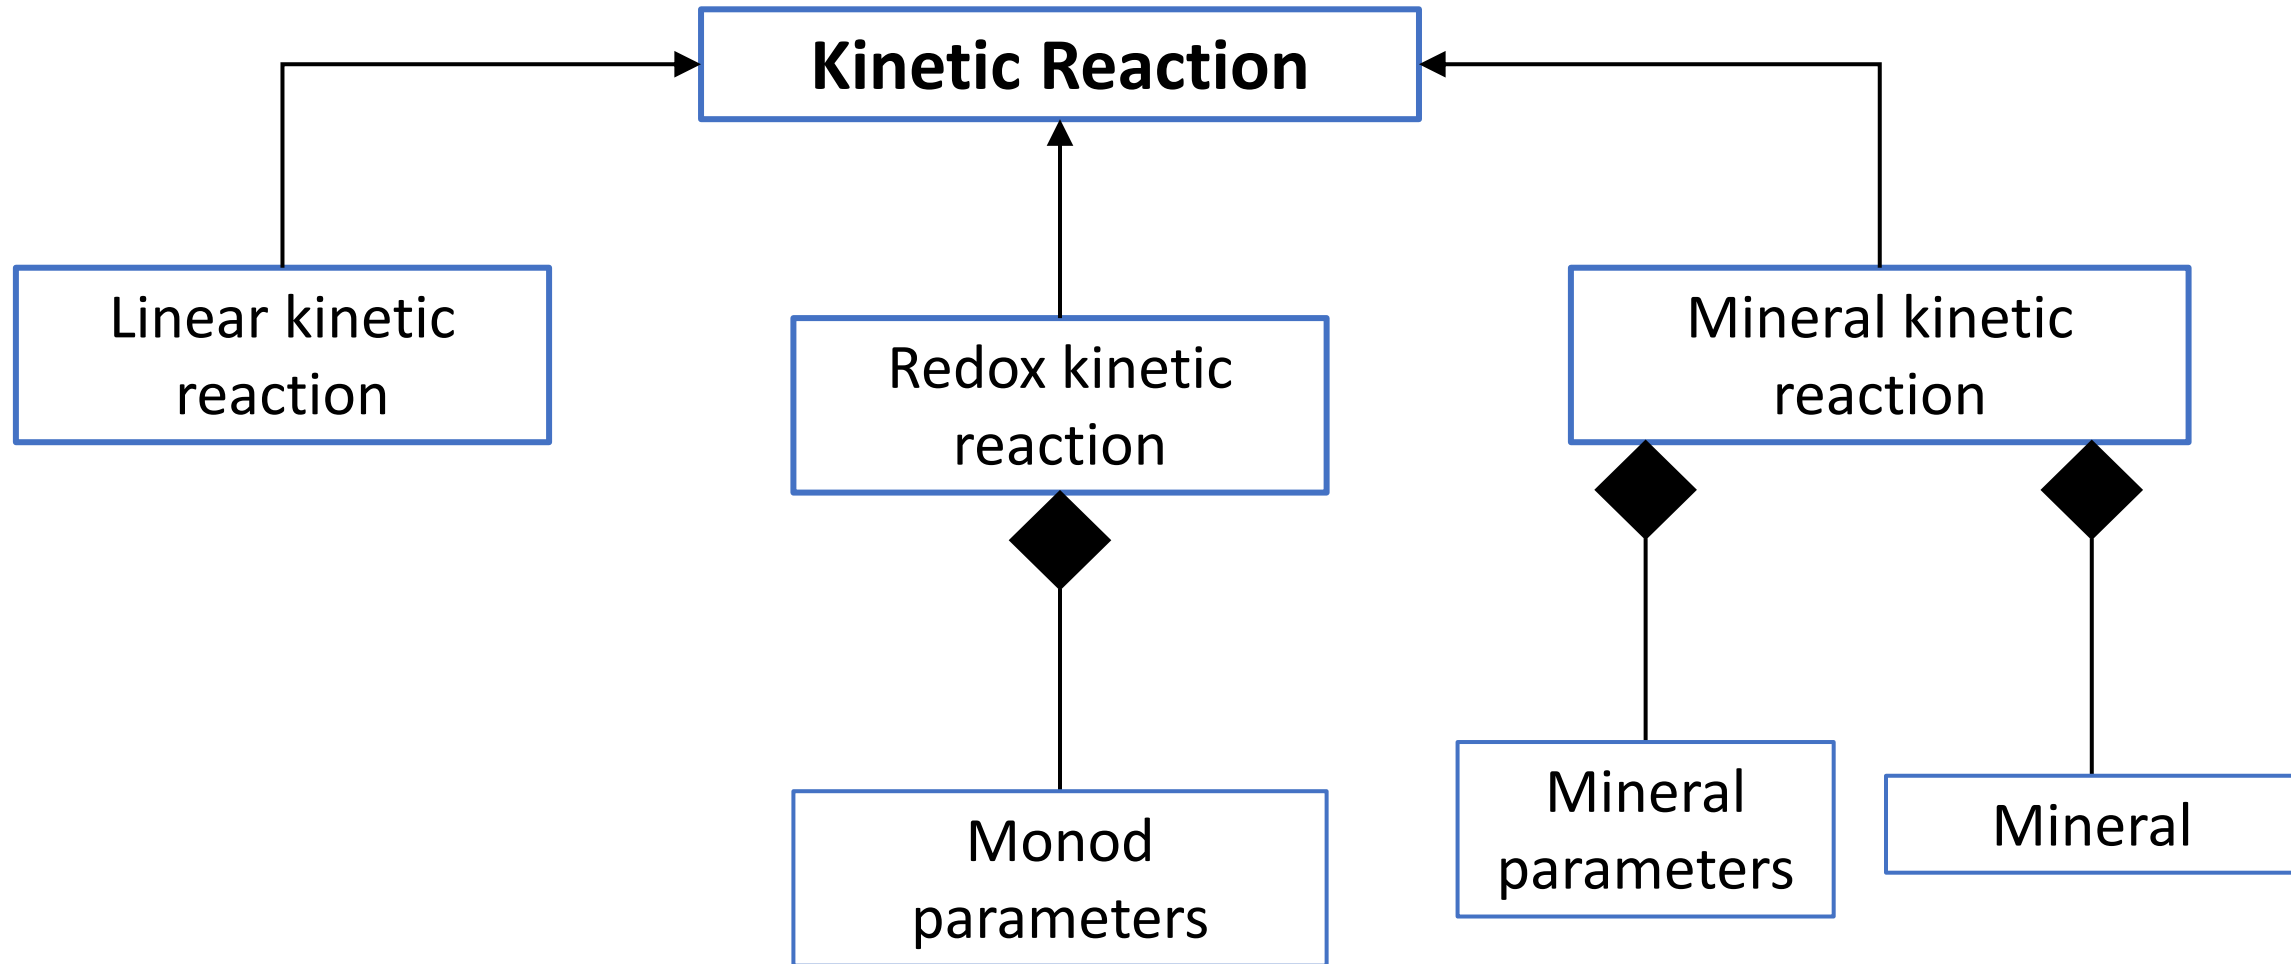 Kinetic Reaction
Linear kinetic
reaction
Redox kinetic
reaction
Mineral kinetic
reaction
Monod
parameters
Mineral
parameters
Mineral